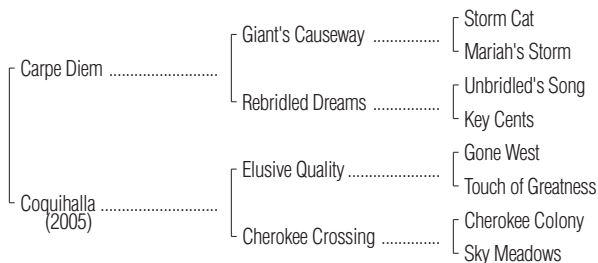 Storm Cat
Giant's Causeway ................
Mariah's Storm
Carpe Diem ..........................
Unbridled's Song
Rebridled Dreams ................
Key Cents
Gone West
Elusive Quality ......................
Touch of Greatness
Coquihalla ............................
(2005)
Cherokee Colony
Cherokee Crossing ..............
Sky Meadows